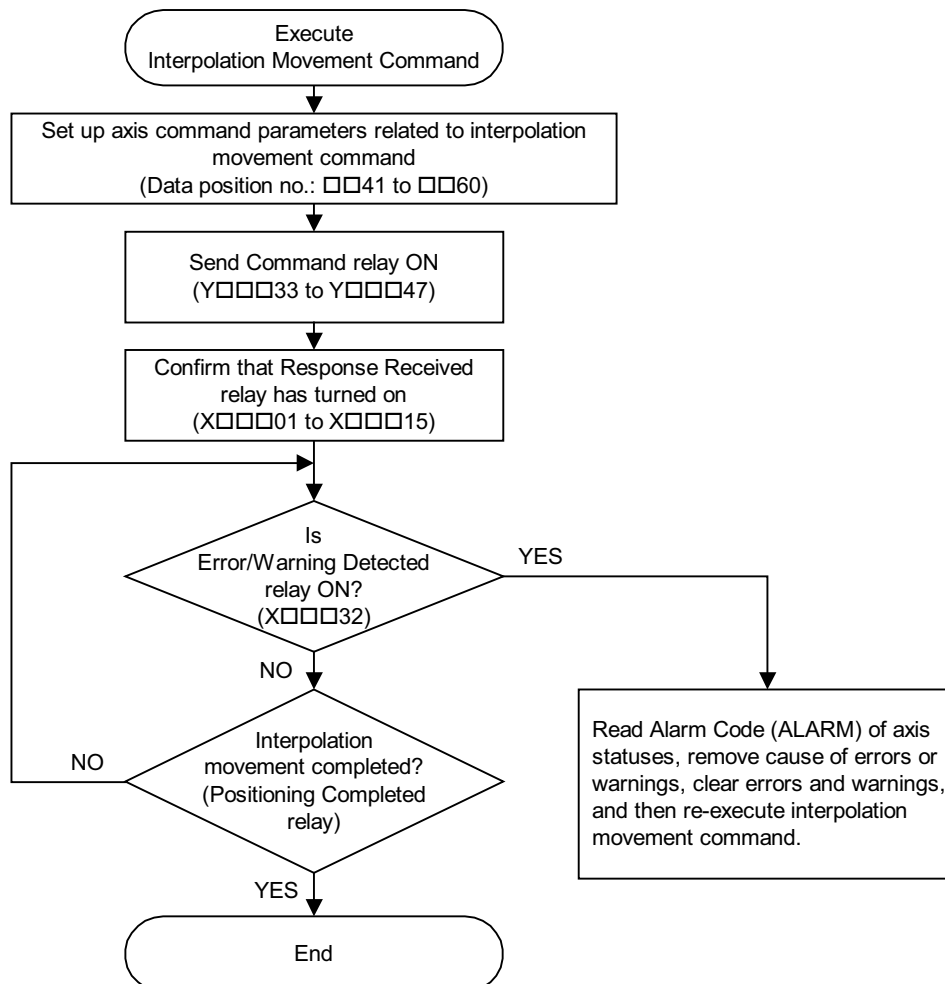 Execute
Interpolation Movement Command
Set up axis command parameters related to interpolation
movement command
(Data position no.: □□41 to □□60)
Send Command relay ON
(Y□□□33 to Y□□□47)
Confirm that Response Received
relay has turned on
(X□□□01 to X□□□15)
Is
Error/Warning Detected
relay ON?
(X□□□32)
YES
NO
Interpolation
movement completed?
(Positioning Completed
relay)
NO
YES
Read Alarm Code (ALARM) of axis
statuses, remove cause of errors or
warnings, clear errors and warnings,
and then re-execute interpolation
movement command.
End